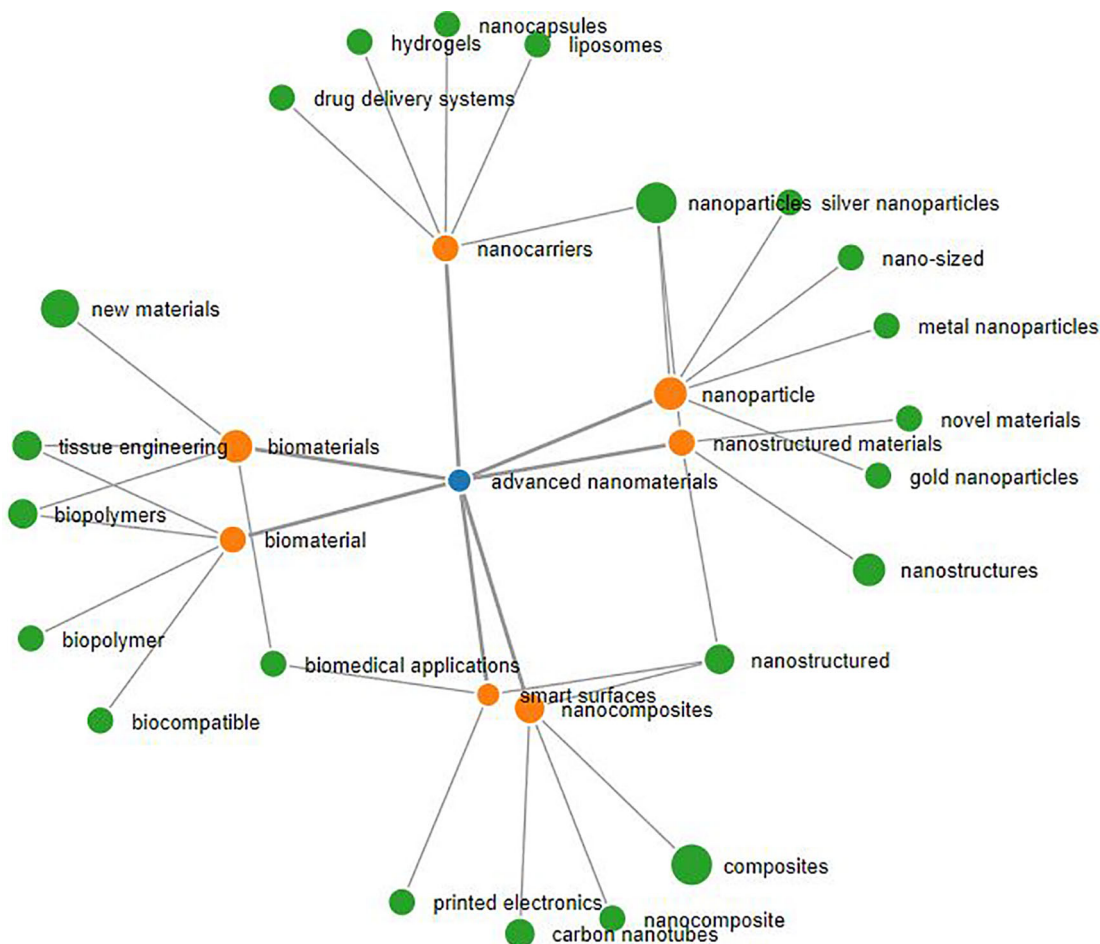 nanocapsules
hydrogels
liposomes
drug delivery systems
nanoparticles
silver nanoparticles
nanocarriers
nano-sized
new materials
metal nanoparticles
nanoparticle
novel materials
tissue engineering
biomaterials
nanostructured materials
gold nanoparticles
advanced nanomaterials
biopolymers
biomaterial
nanostructures
biopolymer
biomedical applications
nanostructured
smart surfaces
nanocomposites
biocompatible
composites
printed electronics
nanocomposite
carbon nanotubes